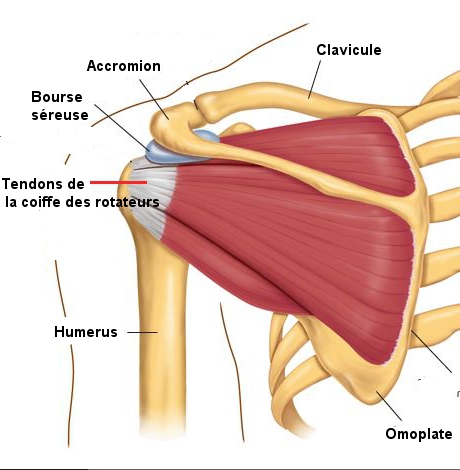 Clavicule
Accromion
Bourse
séreuse
Tendons de
la coiffe des rotateurs
Humerus
Omoplate